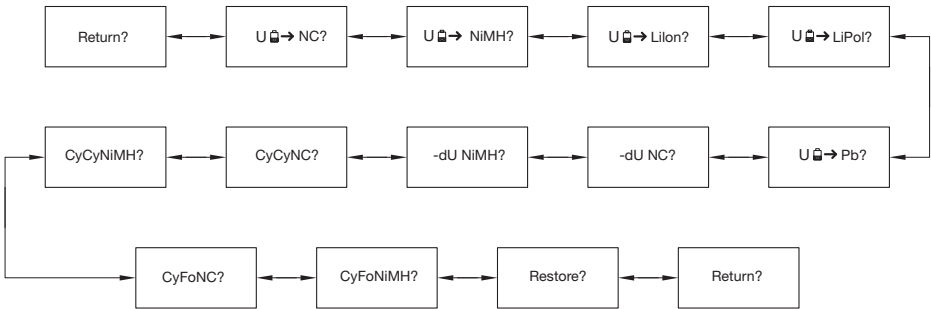 Return?
U → NC?
U → NiMH?
U → LiIon?
U → LiPol?
CyCyNiMH?
CyCyNC?
-dU NiMH?
-dU NC?
U → Pb?
CyFoNC?
CyFoNiMH?
Restore?
Return?